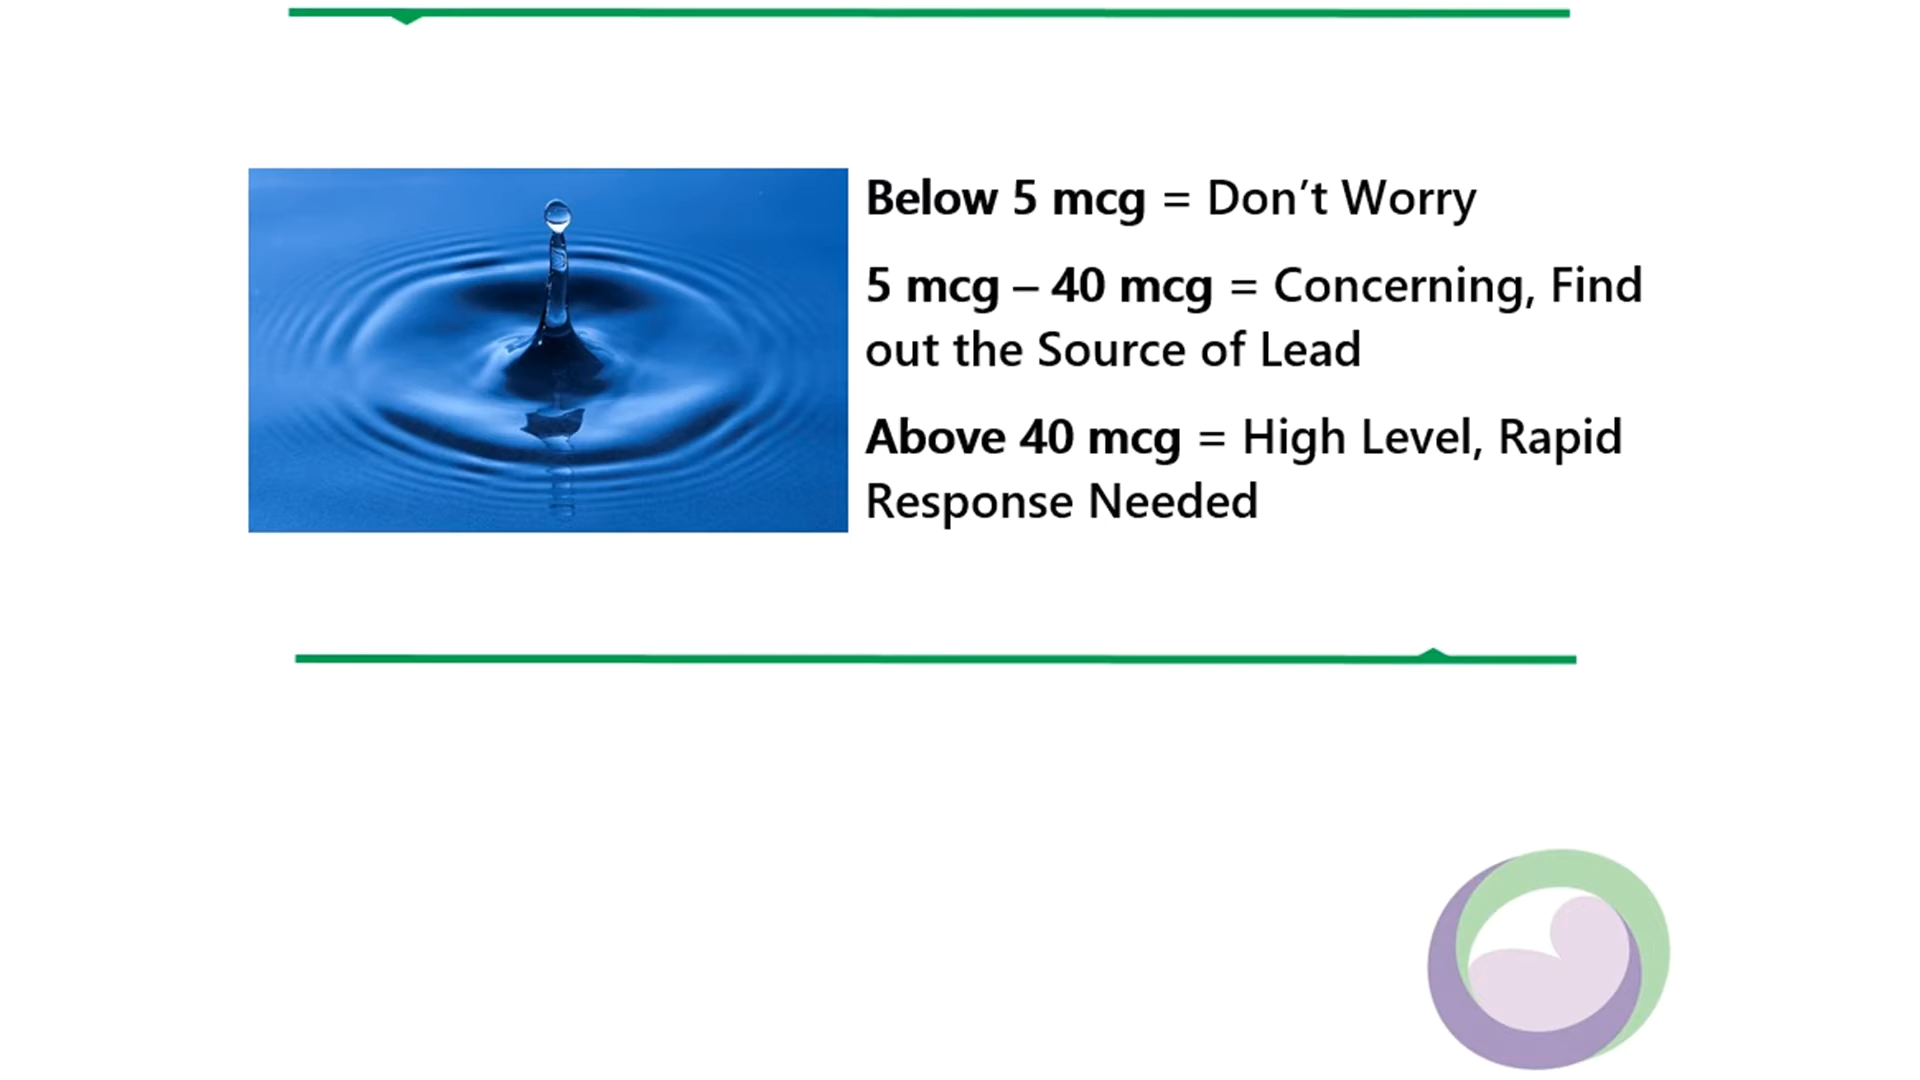 Below 5 mcg = Don’t Worry
5 mcg – 40 mcg = Concerning, Find
out the Source of Lead
Above 40 mcg = High Level, Rapid
Response Needed